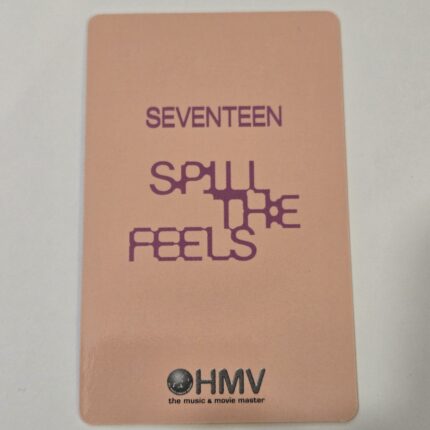 SEVENTEEN
SPILL
THE
FEELS
HMV
the music & movie master